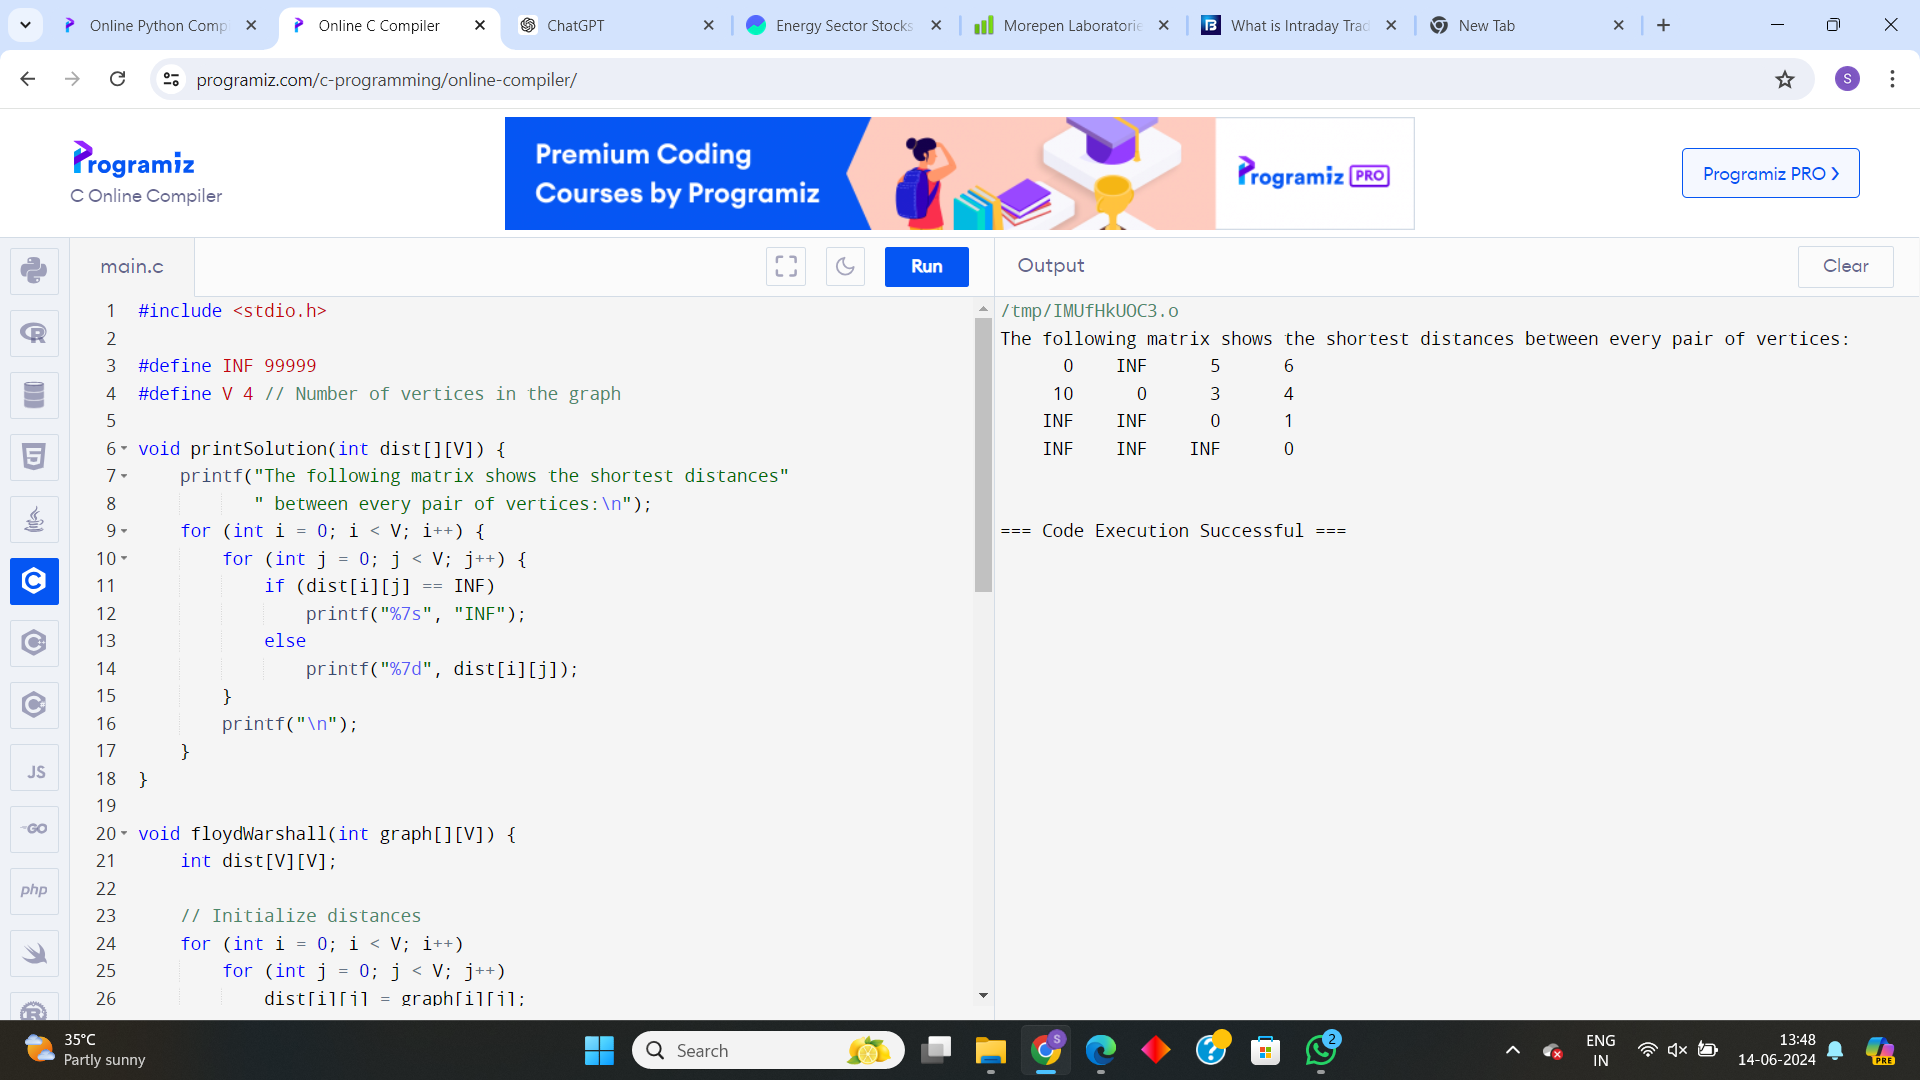 Online Python Comp
Online C Compiler
ChatGPT
Energy Sector Stocks
Morepen Laboratorie
What is Intraday Trad
New Tab
programiz.com/c-programming/online-compiler/
S
Programiz
C Online Compiler
Premium Coding
Courses by Programiz
Programiz PRO
Programiz PRO
main.c
Run
Output
Clear
1 #include <stdio.h>
2
3 #define INF 99999
4 #define V 4 // Number of vertices in the graph
5
6 void printSolution(int dist[][V]) {
7 printf("The following matrix shows the shortest distances"
8 " between every pair of vertices:\n");
9 for (int i = 0; i < V; i++) {
10 for (int j = 0; j < V; j++) {
11 if (dist[i][j] == INF)
12 printf("%7s", "INF");
13 else
14 printf("%7d", dist[i][j]);
15 }
16 printf("\n");
17 }
18 }
19
20 void floydWarshall(int graph[][V]) {
21 int dist[V][V];
22
23 // Initialize distances
24 for (int i = 0; i < V; i++)
25 for (int j = 0; j < V; j++)
26 dist[i][j] = graph[i][j];
/tmp/IMUfHkUOC3.o
The following matrix shows the shortest distances between every pair of vertices:
0 INF 5 6
10 0 3 4
INF INF 0 1
INF INF INF 0
=== Code Execution Successful ===
JS
GO
php
35°C
Partly sunny
Search
S
2
ENG
IN
13:48
14-06-2024
PRE